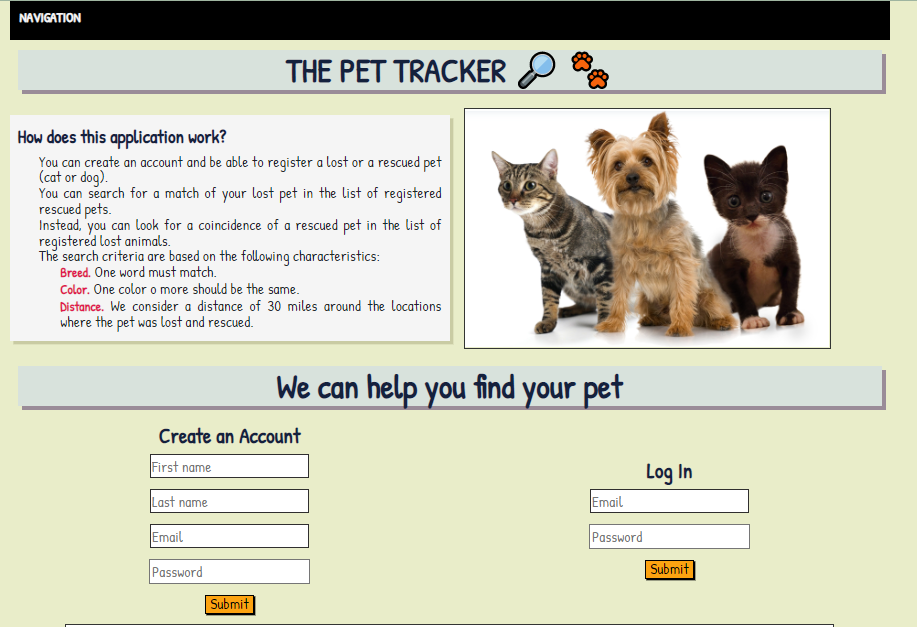 NAVIGATION
THE PET TRACKER
How does this application work?
You can create an account and be able to register a lost or a rescued pet
(cat or dog).
You can search for a match of your lost pet in the list of registered
rescued pets.
Instead, you can look for a coincidence of a rescued pet in the list of
registered lost animals.
The search criteria are based on the following characteristics:
Breed. One word must match.
Color. One color o more should be the same.
Distance. We consider a distance of 30 miles around the locations
where the pet was lost and rescued.
We can help you find your pet
Create an Account
First name
Last name
Email
Password
Submit
Log In
Email
Password
Submit